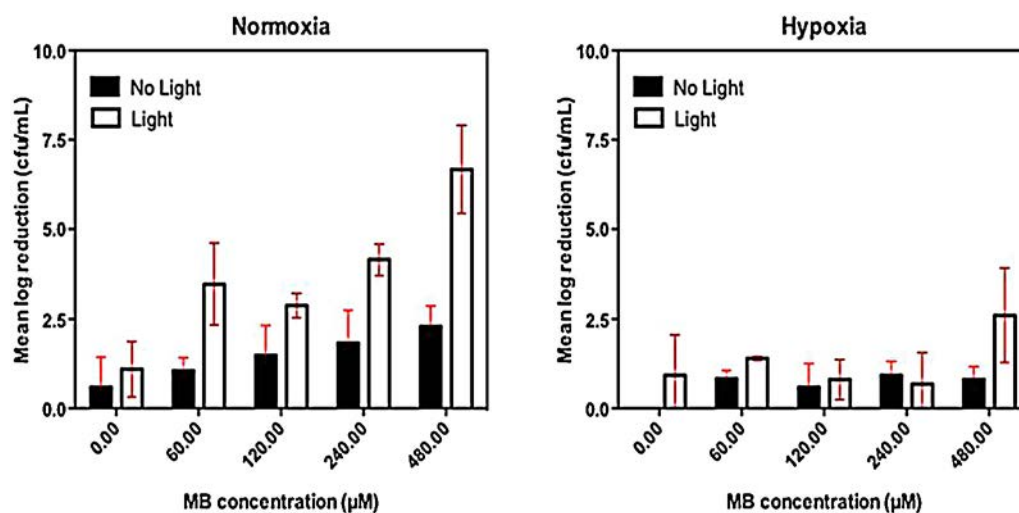 Normoxia
Mean log reduction (cfu/mL)
10.0
7.5
5.0
2.5
0.0
No Light
Light
0.00
60.00
120.00
240.00
480.00
MB concentration (µM)
Hypoxia
Mean log reduction (cfu/mL)
10.0
7.5
5.0
2.5
0.0
No Light
Light
0.00
60.00
120.00
240.00
480.00
MB concentration (µM)